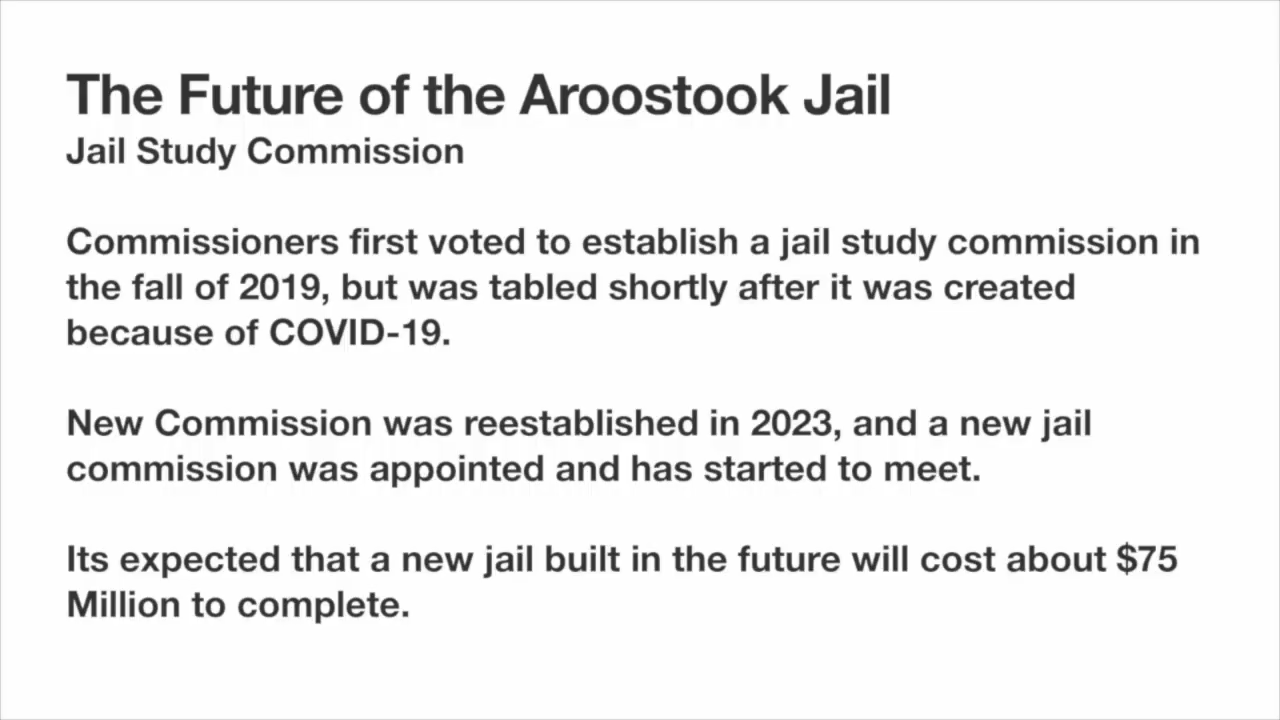 The Future of the Aroostook Jail
Jail Study Commission
Commissioners first voted to establish a jail study commission in
the fall of 2019, but was tabled shortly after it was created
because of COVID-19.
New Commission was reestablished in 2023, and a new jail
commission was appointed and has started to meet.
Its expected that a new jail built in the future will cost about $75
Million to complete.